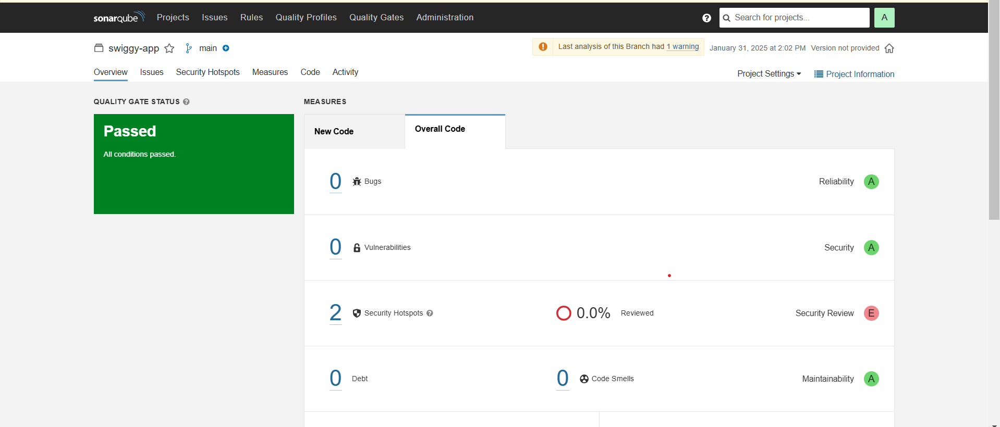 sonarqube Projects Issues Rules Quality Profiles Quality Gates Administration ? Search for projects... A
swiggy-app main Last analysis of this Branch had 1 warning January 31, 2025 at 2:02 PM Version not provided
Overview Issues Security Hotspots Measures Code Activity Project Settings Project Information
QUALITY GATE STATUS ? MEASURES
Passed
All conditions passed.
New Code Overall Code
0 Bugs Reliability A
0 Vulnerabilities Security A
2 Security Hotspots ? 0.0% Reviewed Security Review E
0 Debt 0 Code Smells Maintainability A